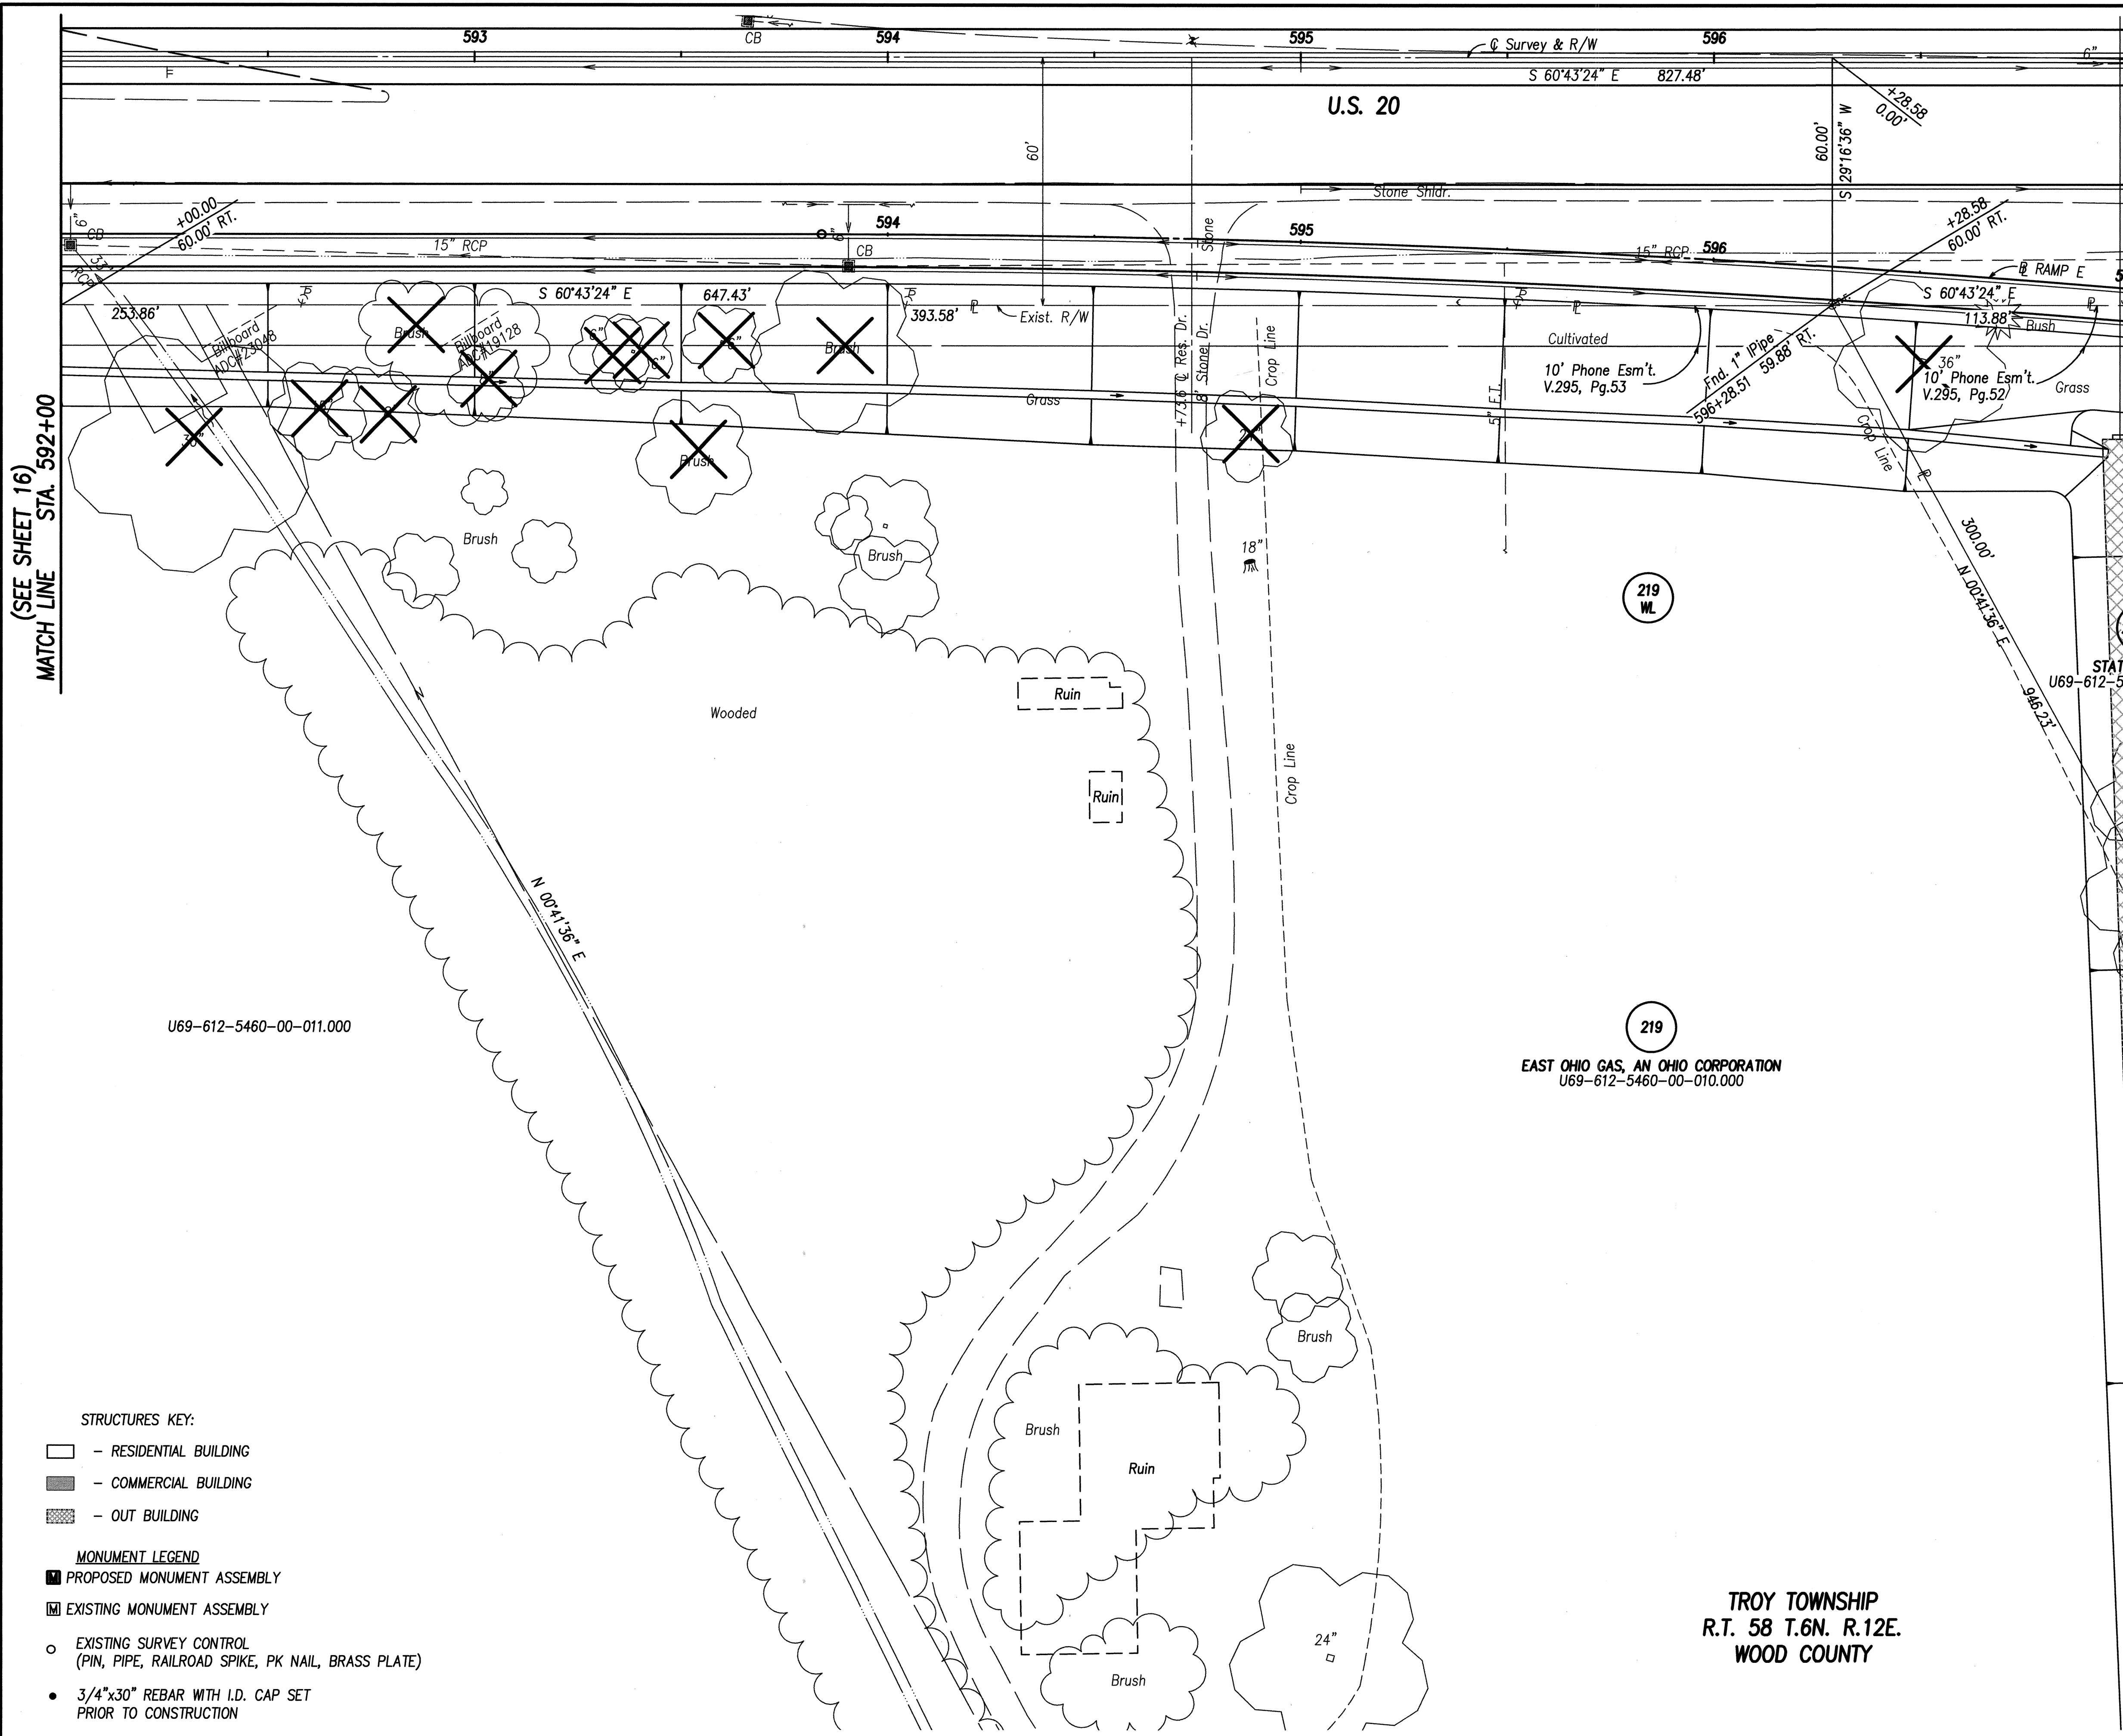 CB
593
594
595
596
℄ Survey & R/W
6"
S 60°43'24" E 827.48'
U.S. 20
+28.58
0.00'
60'
60.00'
S 29°16'36" W
Stone Shldr.
Stone
+00.00
60.00' RT.
6"
CB
33'
RCP
15" RCP
594
6"
CB
595
15" RCP
596
+28.58
60.00' RT.
RAMP E
253.86'
S 60°43'24" E 647.43'
393.58'
Exist. R/W
S 60°43'24" E
113.88'
Bush
Billboard
ADC#23048
Brush
Billboard
ADC#19128
6"
6"
Brush
30"
Brush
Grass
+73.6 ℄ Res. Dr.
8' Stone Dr.
Crop Line
5" F.T.
Cultivated
10' Phone Esm't.
V.295, Pg.53
Fnd. 1" IPipe
596+28.51 59.88' RT.
36"
10' Phone Esm't.
V.295, Pg.52
Grass
Crop Line
(SEE SHEET 16)
MATCH LINE STA. 592+00
Brush
Brush
18"
219
WL
300.00'
N 00°41'36" E
946.23'
STAT
U69-612-5
Ruin
Wooded
Ruin
Crop Line
N 00°41'36" E
U69-612-5460-00-011.000
219
EAST OHIO GAS, AN OHIO CORPORATION
U69-612-5460-00-010.000
Brush
Brush
Ruin
24"
Brush
STRUCTURES KEY:
– RESIDENTIAL BUILDING
– COMMERCIAL BUILDING
– OUT BUILDING
MONUMENT LEGEND
M PROPOSED MONUMENT ASSEMBLY
M EXISTING MONUMENT ASSEMBLY
EXISTING SURVEY CONTROL
(PIN, PIPE, RAILROAD SPIKE, PK NAIL, BRASS PLATE)
3/4"x30" REBAR WITH I.D. CAP SET
PRIOR TO CONSTRUCTION
TROY TOWNSHIP
R.T. 58 T.6N. R.12E.
WOOD COUNTY